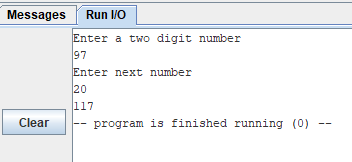 Messages Run I/O
Enter a two digit number
97
Enter next number
20
117
Clear
-- program is finished running (0) --